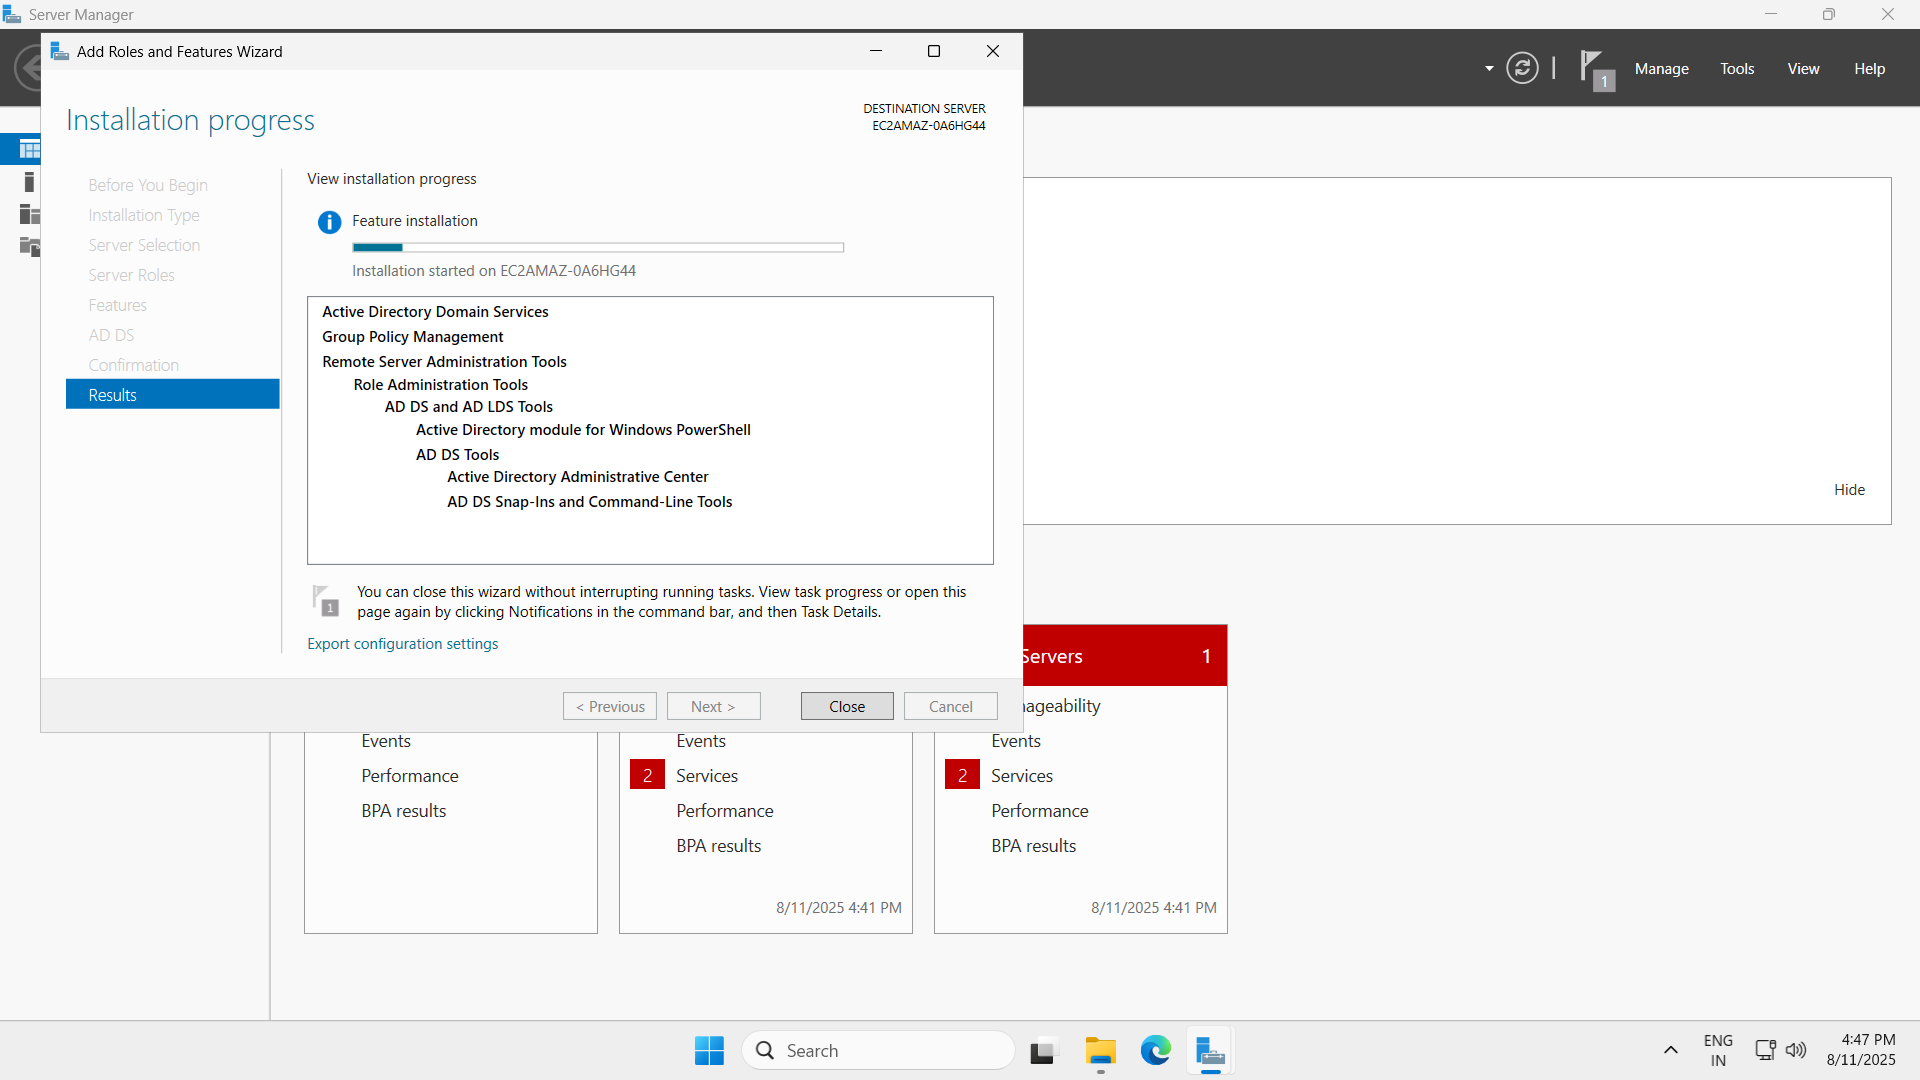 Server Manager
Add Roles and Features Wizard
1
Manage
Tools
View
Help
Installation progress
DESTINATION SERVER
EC2AMAZ-0A6HG44
Before You Begin
Installation Type
Server Selection
Server Roles
Features
AD DS
Confirmation
Results
View installation progress
Feature installation
Installation started on EC2AMAZ-0A6HG44
Active Directory Domain Services
Group Policy Management
Remote Server Administration Tools
Role Administration Tools
AD DS and AD LDS Tools
Active Directory module for Windows PowerShell
AD DS Tools
Active Directory Administrative Center
AD DS Snap-Ins and Command-Line Tools
1
You can close this wizard without interrupting running tasks. View task progress or open this
page again by clicking Notifications in the command bar, and then Task Details.
Export configuration settings
< Previous
Next >
Close
Cancel
Hide
Servers 1
nageability
Events
Performance
BPA results
Events
2 Services
Performance
BPA results
8/11/2025 4:41 PM
Events
2 Services
Performance
BPA results
8/11/2025 4:41 PM
Search
ENG
IN
4:47 PM
8/11/2025